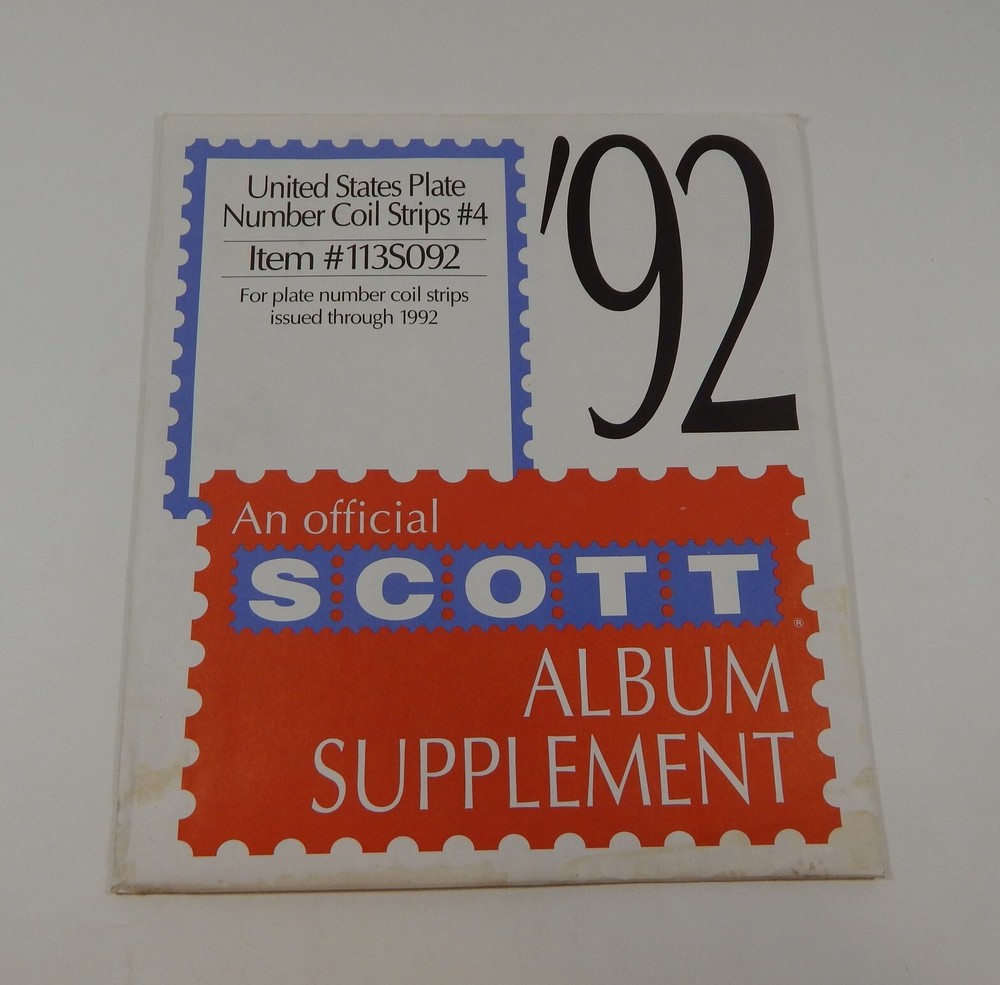 United States Plate
Number Coil Strips #4
Item #113S092
For plate number coil strips
issued through 1992
'92
An official
SCOTT
®
ALBUM
SUPPLEMENT